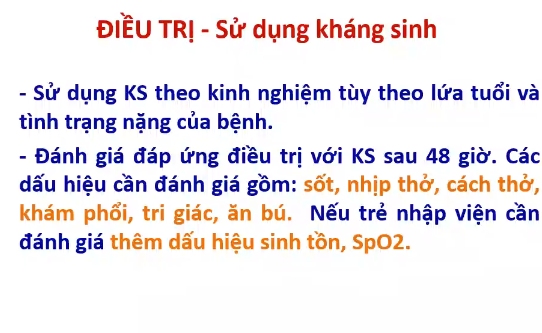 ĐIỀU TRỊ - Sử dụng kháng sinh
- Sử dụng KS theo kinh nghiệm tùy theo lứa tuổi và
tình trạng nặng của bệnh.
- Đánh giá đáp ứng điều trị với KS sau 48 giờ. Các
dấu hiệu cần đánh giá gồm: sốt, nhịp thở, cách thở,
khám phổi, tri giác, ăn bú. Nếu trẻ nhập viện cần
đánh giá thêm dấu hiệu sinh tồn, SpO2.